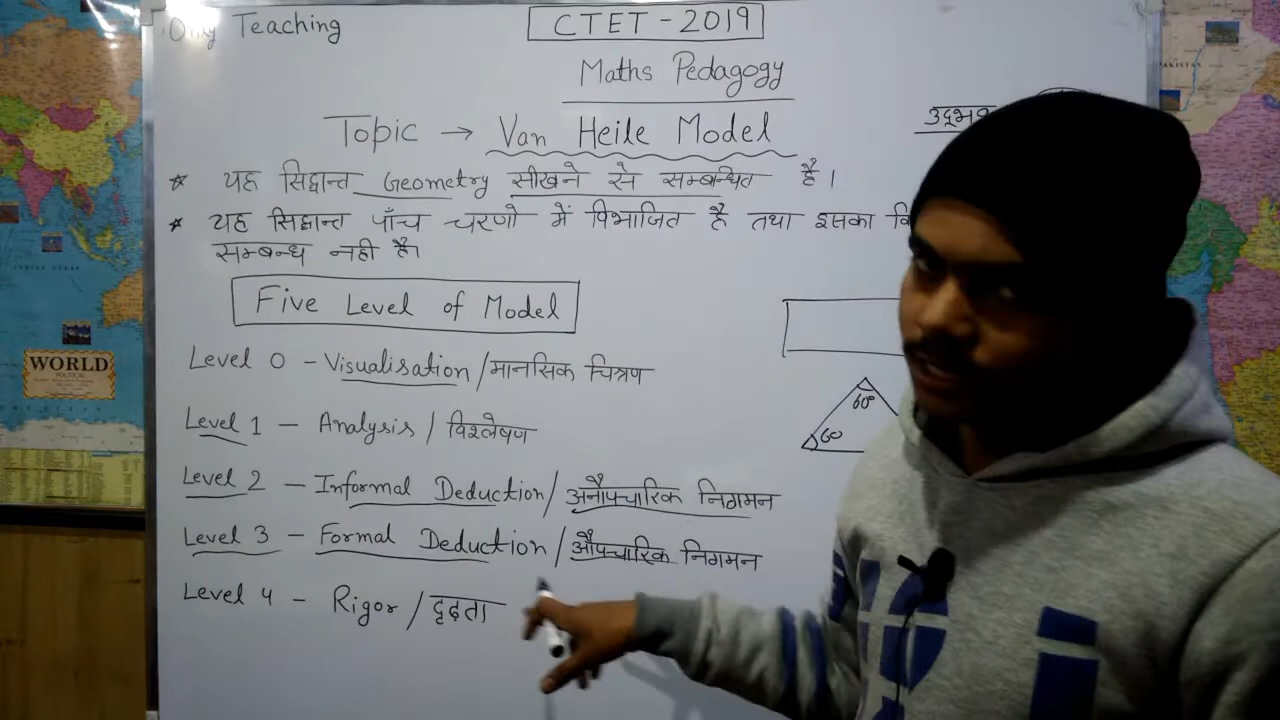 Only Teaching
CTET - 2019
Maths Pedagogy
Topic → Van Heile Model
यह सिद्धान्त Geometry सीखने से सम्बन्धित है।
यह सिद्धान्त पाँच चरणो में विभाजित है तथा इसका वि
सम्बन्ध नही है।
Five Level of Model
Level 0 - Visualisation / मानसिक चित्रण
Level 1 - Analysis / विश्लेषण
Level 2 - Informal Deduction / अनौपचारिक निगमन
Level 3 - Formal Deduction / औपचारिक निगमन
Level 4 - Rigor / दृढ़ता
60°
60
WORLD
POLITICAL
PAKISTAN